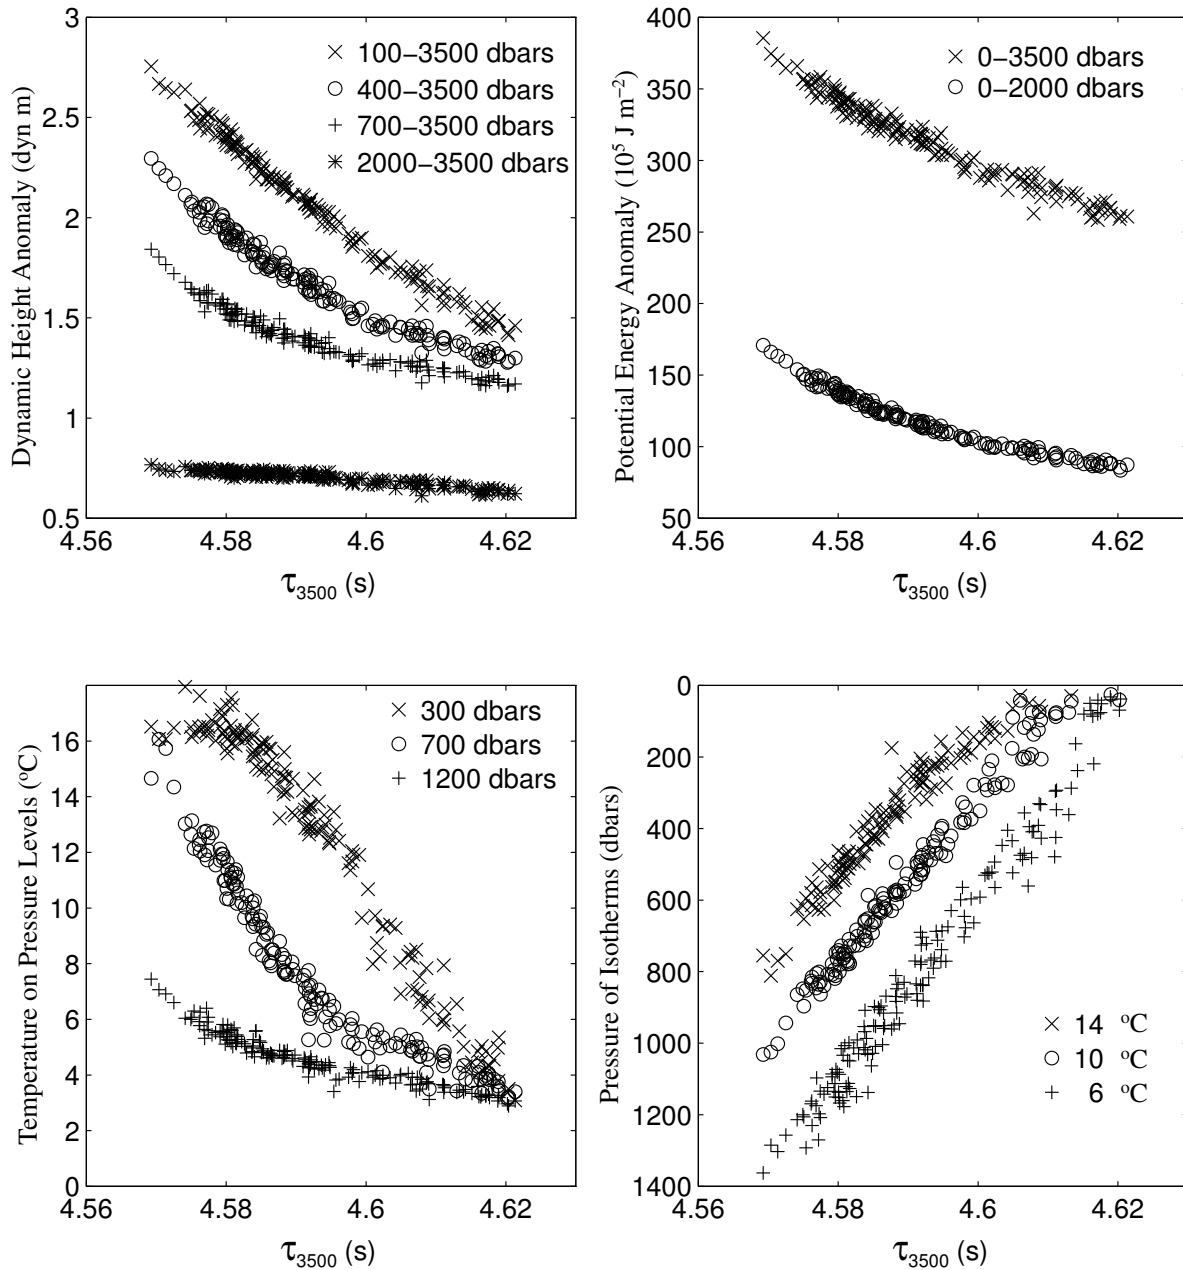 3
2.5
2
1.5
1
0.5
4.56 4.58 4.6 4.62
Dynamic Height Anomaly (dyn m)
τ3500 (s)
100−3500 dbars
400−3500 dbars
700−3500 dbars
2000−3500 dbars
400
350
300
250
200
150
100
50
4.56 4.58 4.6 4.62
Potential Energy Anomaly (10⁵ J m⁻²)
τ3500 (s)
0−3500 dbars
0−2000 dbars
16
14
12
10
8
6
4
2
0
4.56 4.58 4.6 4.62
Temperature on Pressure Levels (°C)
τ3500 (s)
300 dbars
700 dbars
1200 dbars
0
200
400
600
800
1000
1200
1400
4.56 4.58 4.6 4.62
Pressure of Isotherms (dbars)
τ3500 (s)
14 °C
10 °C
6 °C